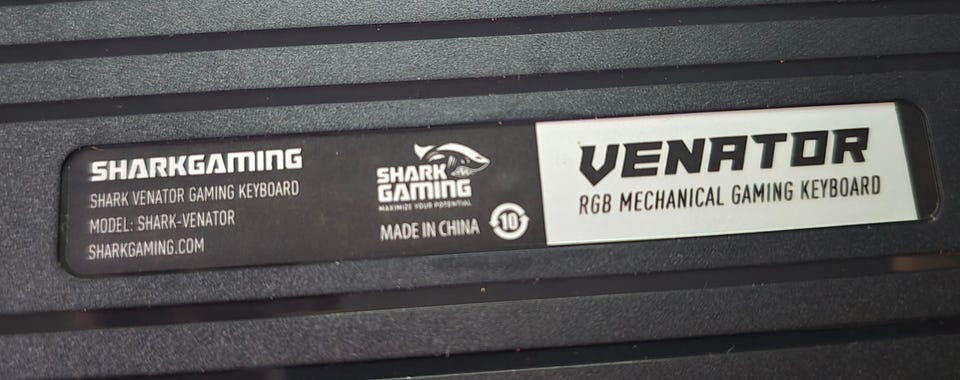 SHARKGAMING
SHARK VENATOR GAMING KEYBOARD
MODEL: SHARK-VENATOR
SHARKGAMING.COM
SHARK
GAMING
MAXIMIZE YOUR POTENTIAL
MADE IN CHINA
10
VENATOR
RGB MECHANICAL GAMING KEYBOARD